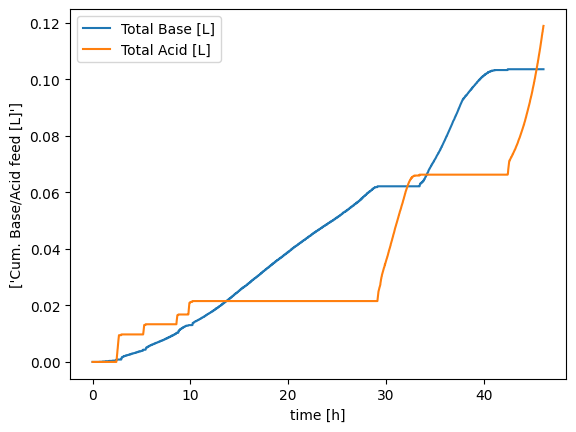 Total Base [L]
Total Acid [L]
['Cum. Base/Acid feed [L]']
0.12
0.10
0.08
0.06
0.04
0.02
0.00
0 10 20 30 40
time [h]